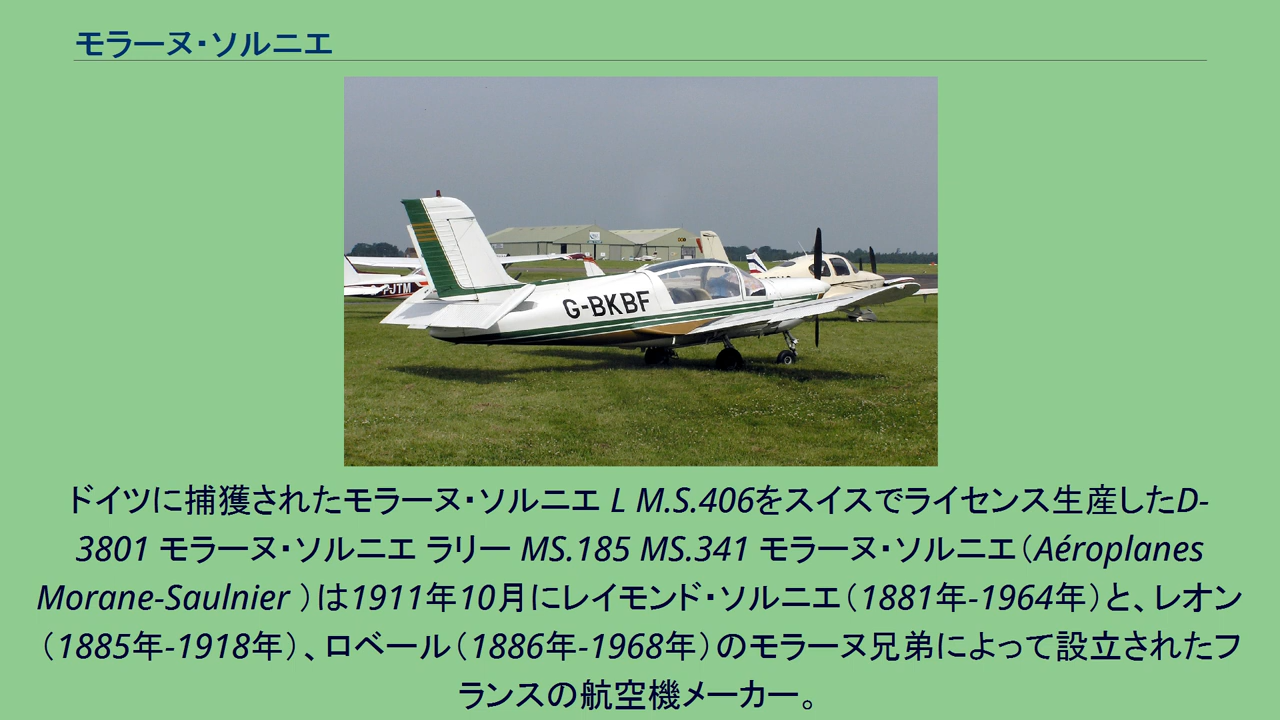 モラーヌ・ソルニエ
G-BKBF
PJTM
ドイツに捕獲されたモラーヌ・ソルニエ L M.S.406をスイスでライセンス生産したD-
3801 モラーヌ・ソルニエ ラリー MS.185 MS.341 モラーヌ・ソルニエ（Aéroplanes
Morane-Saulnier ）は1911年10月にレイモンド・ソルニエ（1881年-1964年）と、レオン
（1885年-1918年）、ロベール（1886年-1968年）のモラーヌ兄弟によって設立されたフ
ランスの航空機メーカー。